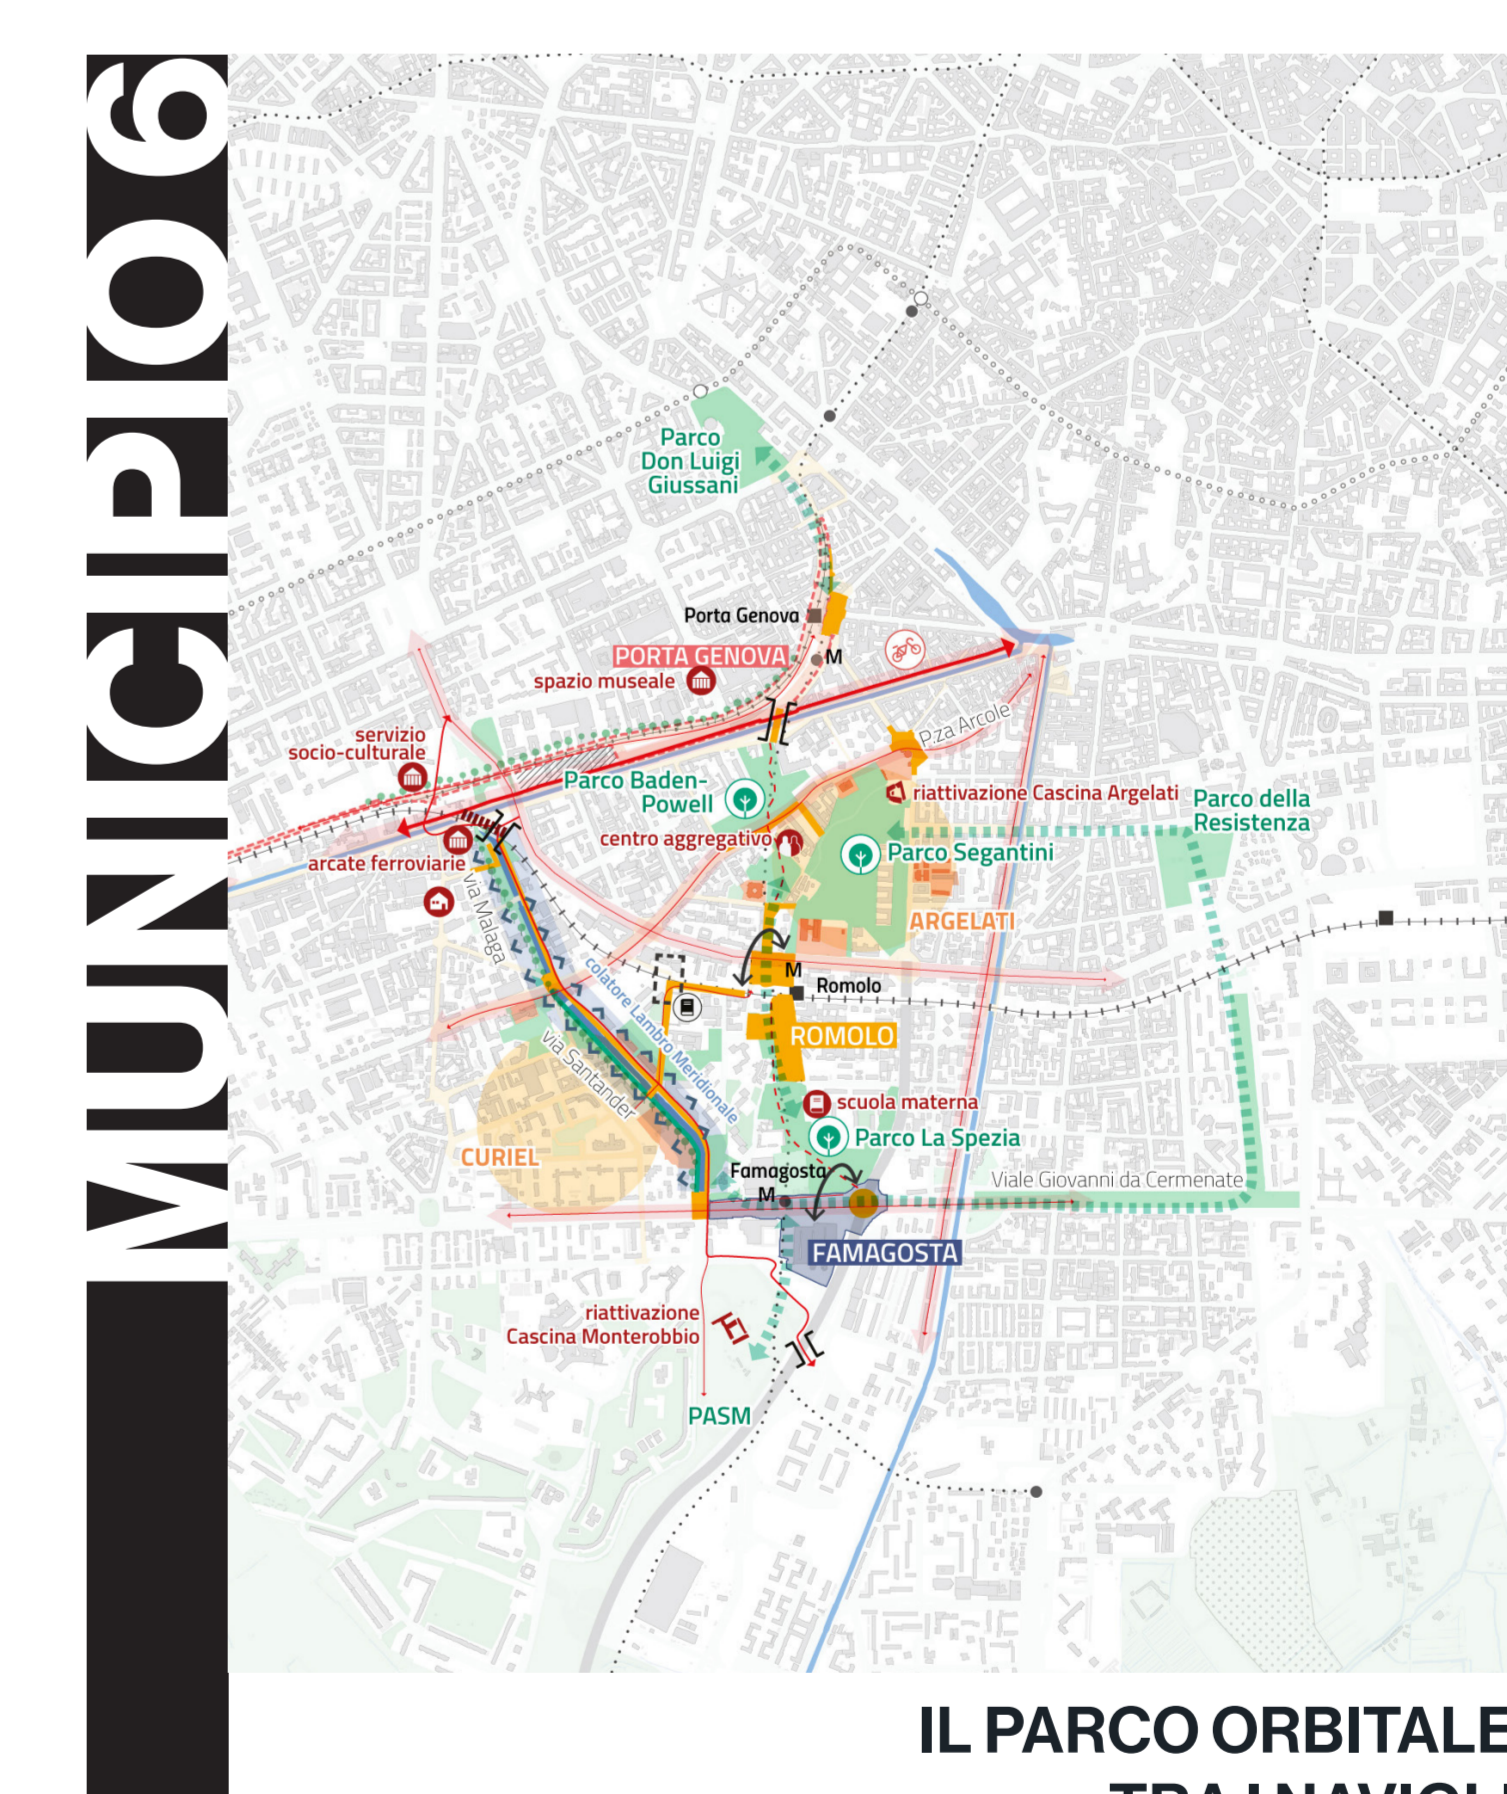 MUNICIPIO 6
Parco
Don Luigi
Giussani
Porta Genova
PORTA GENOVA
M
spazio museale
P.za Arcole
servizio
socio-culturale
Parco Baden-
Powell
riattivazione Cascina Argelati
Parco della
Resistenza
centro aggregativo
Parco Segantini
arcate ferroviarie
via Malaga
ARGELATI
colatore Lambro Meridionale
M
Romolo
ROMOLO
via Santander
scuola materna
Parco La Spezia
CURIEL
Famagosta
M
Viale Giovanni da Cermenate
FAMAGOSTA
riattivazione
Cascina Monterobbio
PASM
IL PARCO ORBITALE
TRA I NAVIGLI